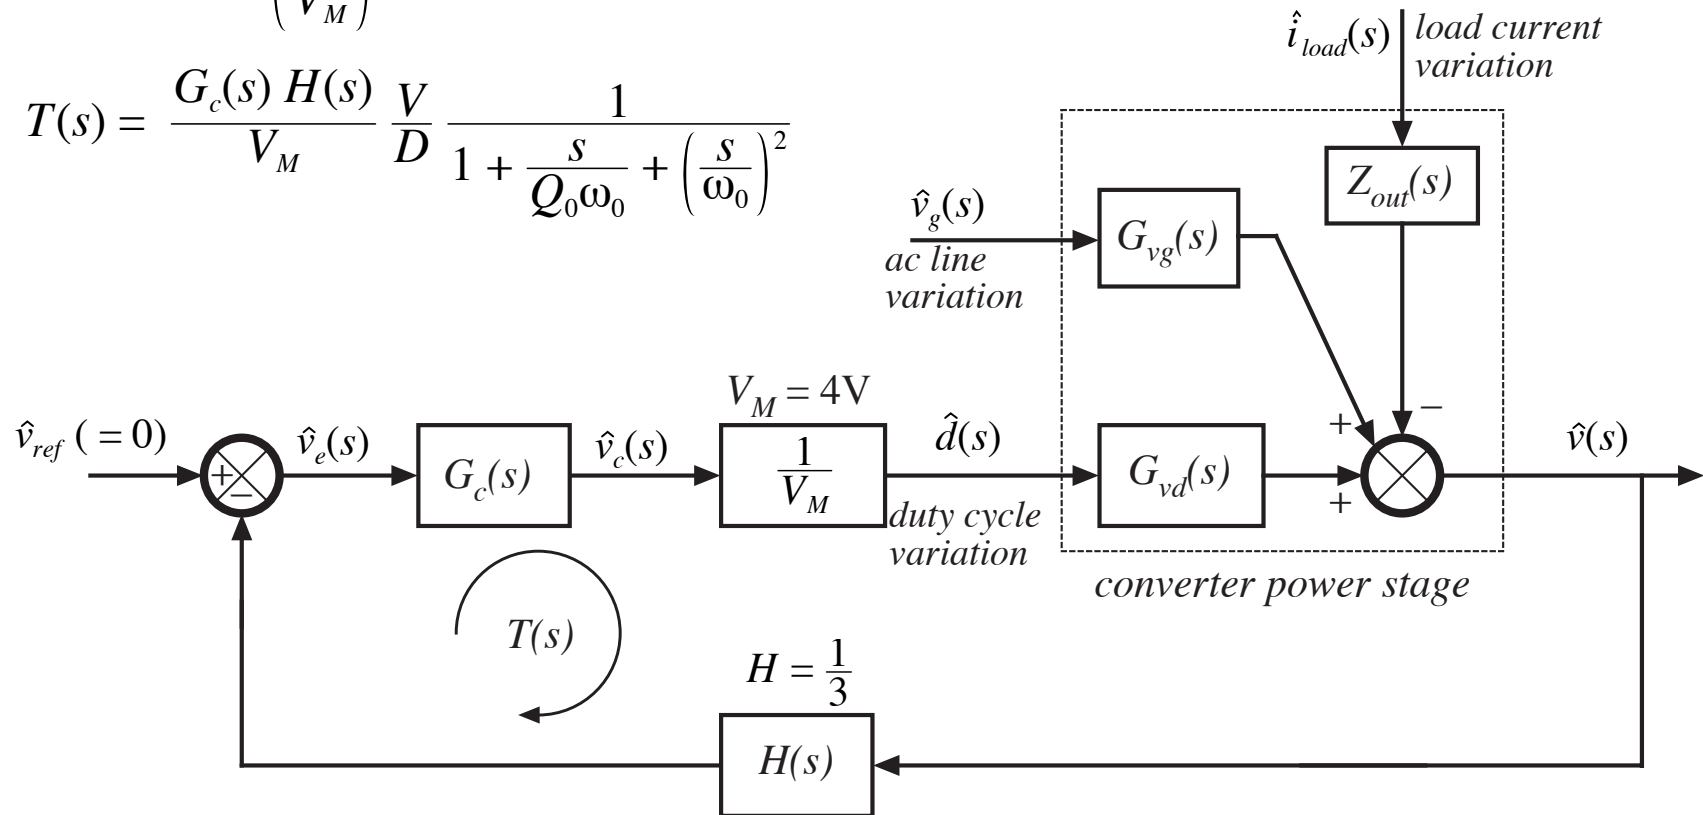 ( V_M )
T(s) = G_c(s) H(s) / V_M V / D 1 / 1 + s / Q_0ω_0 + ( s / ω_0 )^2
î_load(s)
load current
variation
Z_out(s)
v̂_g(s)
ac line
variation
G_vg(s)
v̂_ref ( = 0)
+
−
v̂_e(s)
G_c(s)
v̂_c(s)
V_M = 4V
1 / V_M
d̂(s)
duty cycle
variation
G_vd(s)
+
+
−
v̂(s)
converter power stage
T(s)
H = 1 / 3
H(s)